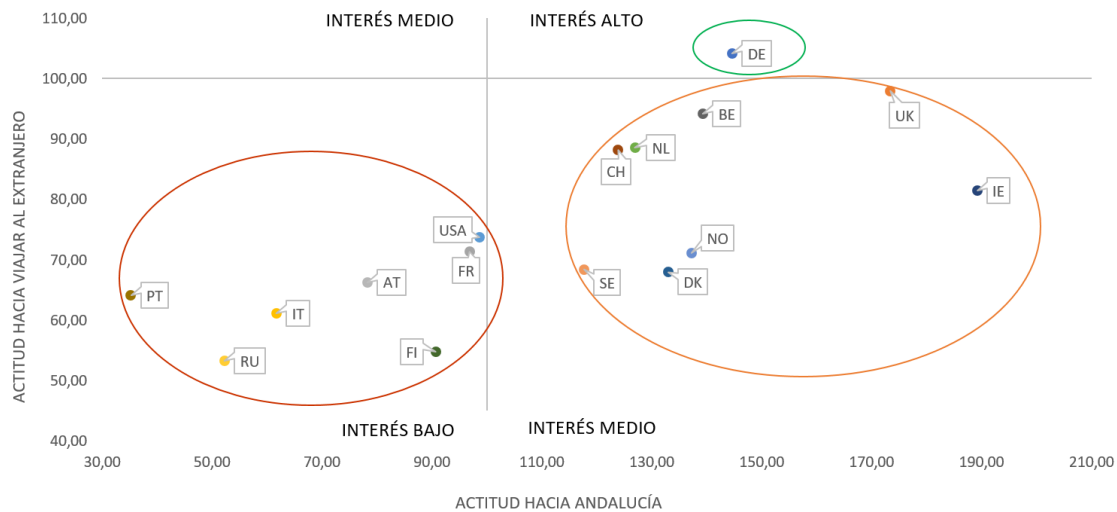 INTERÉS MEDIO
INTERÉS ALTO
110,00
100,00
90,00
80,00
70,00
60,00
50,00
40,00
ACTITUD HACIA VIAJAR AL EXTRANJERO
DE
UK
BE
NL
CH
IE
USA
NO
FR
SE
DK
AT
PT
IT
RU
FI
INTERÉS BAJO
INTERÉS MEDIO
30,00
50,00
70,00
90,00
110,00
130,00
150,00
170,00
190,00
210,00
ACTITUD HACIA ANDALUCÍA